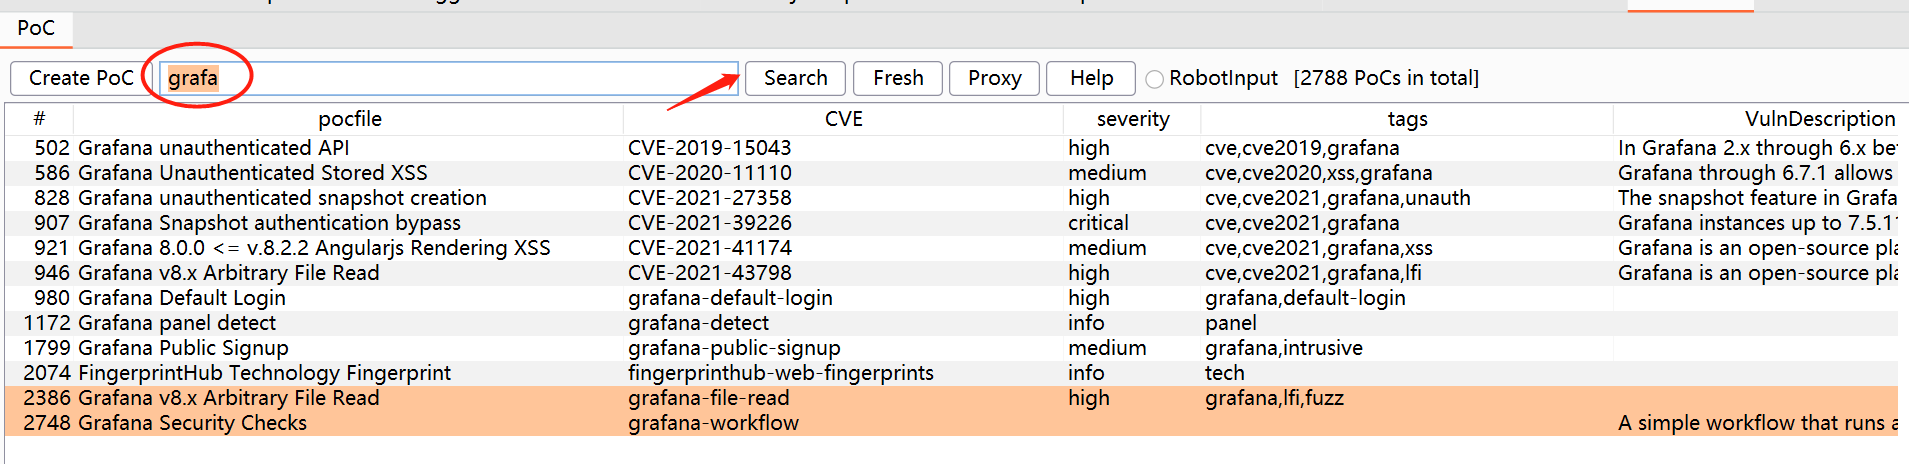 PoC
Create PoC grafa Search Fresh Proxy Help RobotInput [2788 PoCs in total]
# pocfile CVE severity tags VulnDescription
502 Grafana unauthenticated API CVE-2019-15043 high cve,cve2019,grafana In Grafana 2.x through 6.x bef
586 Grafana Unauthenticated Stored XSS CVE-2020-11110 medium cve,cve2020,xss,grafana Grafana through 6.7.1 allows
828 Grafana unauthenticated snapshot creation CVE-2021-27358 high cve,cve2021,grafana,unauth The snapshot feature in Grafa
907 Grafana Snapshot authentication bypass CVE-2021-39226 critical cve,cve2021,grafana Grafana instances up to 7.5.11
921 Grafana 8.0.0 <= v.8.2.2 Angularjs Rendering XSS CVE-2021-41174 medium cve,cve2021,grafana,xss Grafana is an open-source pla
946 Grafana v8.x Arbitrary File Read CVE-2021-43798 high cve,cve2021,grafana,lfi Grafana is an open-source pla
980 Grafana Default Login grafana-default-login high grafana,default-login
1172 Grafana panel detect grafana-detect info panel
1799 Grafana Public Signup grafana-public-signup medium grafana,intrusive
2074 FingerprintHub Technology Fingerprint fingerprinthub-web-fingerprints info tech
2386 Grafana v8.x Arbitrary File Read grafana-file-read high grafana,lfi,fuzz
2748 Grafana Security Checks grafana-workflow A simple workflow that runs a